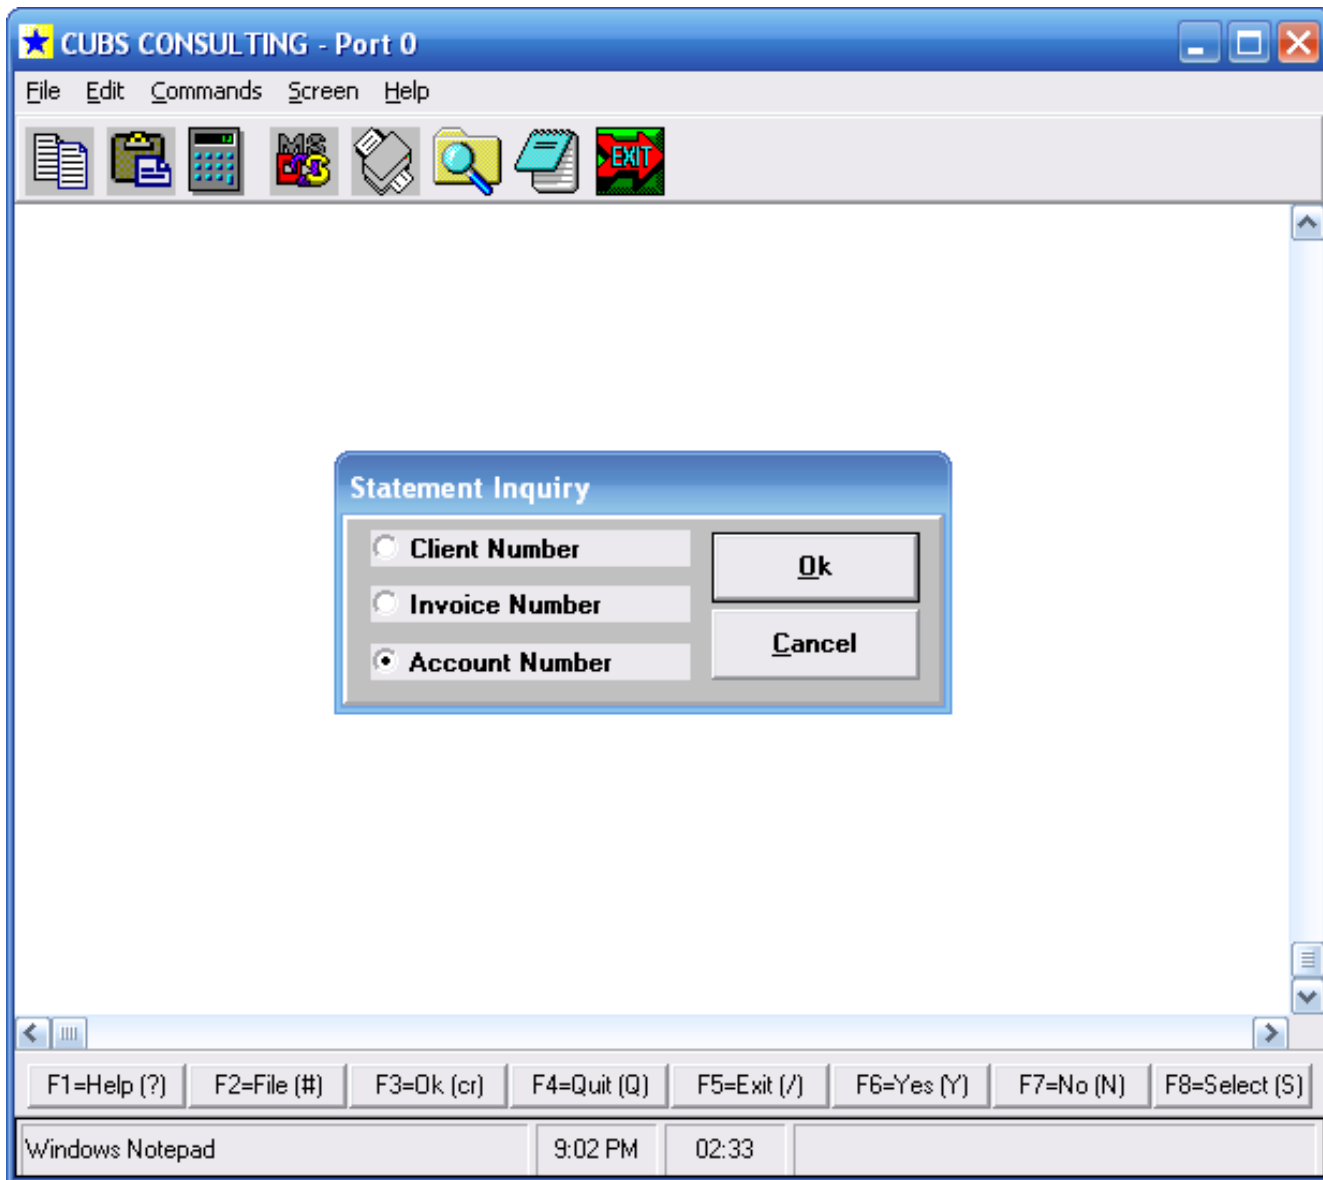 CUBS CONSULTING - Port 0
File Edit Commands Screen Help
MS
EXIT
Statement Inquiry
Client Number
Ok
Invoice Number
Cancel
Account Number
F1=Help (?) F2=File (#) F3=Ok (cr) F4=Quit (Q) F5=Exit (/) F6=Yes (Y) F7=No (N) F8=Select (S)
Windows Notepad 9:02 PM 02:33